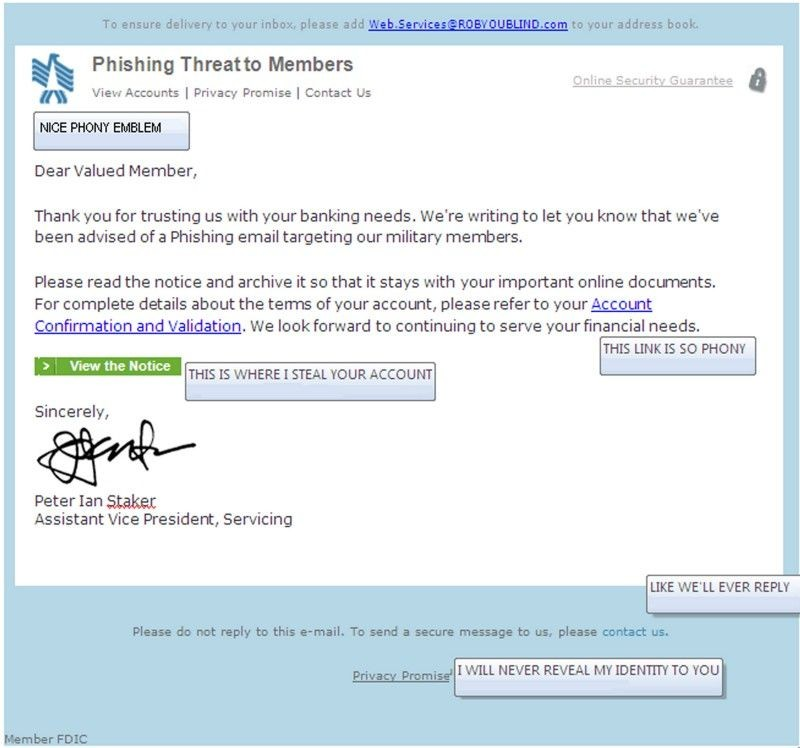 To ensure delivery to your inbox, please add Web.Services@ROBYOUBLIND.com to your address book.
Phishing Threat to Members
View Accounts | Privacy Promise | Contact Us
Online Security Guarantee
NICE PHONY EMBLEM
Dear Valued Member,
Thank you for trusting us with your banking needs. We're writing to let you know that we've
been advised of a Phishing email targeting our military members.
Please read the notice and archive it so that it stays with your important online documents.
For complete details about the terms of your account, please refer to your Account
Confirmation and Validation. We look forward to continuing to serve your financial needs.
THIS LINK IS SO PHONY
> View the Notice
THIS IS WHERE I STEAL YOUR ACCOUNT
Sincerely,
Peter Ian Staker
Assistant Vice President, Servicing
LIKE WE'LL EVER REPLY
Please do not reply to this e-mail. To send a secure message to us, please contact us.
Privacy Promise
I WILL NEVER REVEAL MY IDENTITY TO YOU
Member FDIC